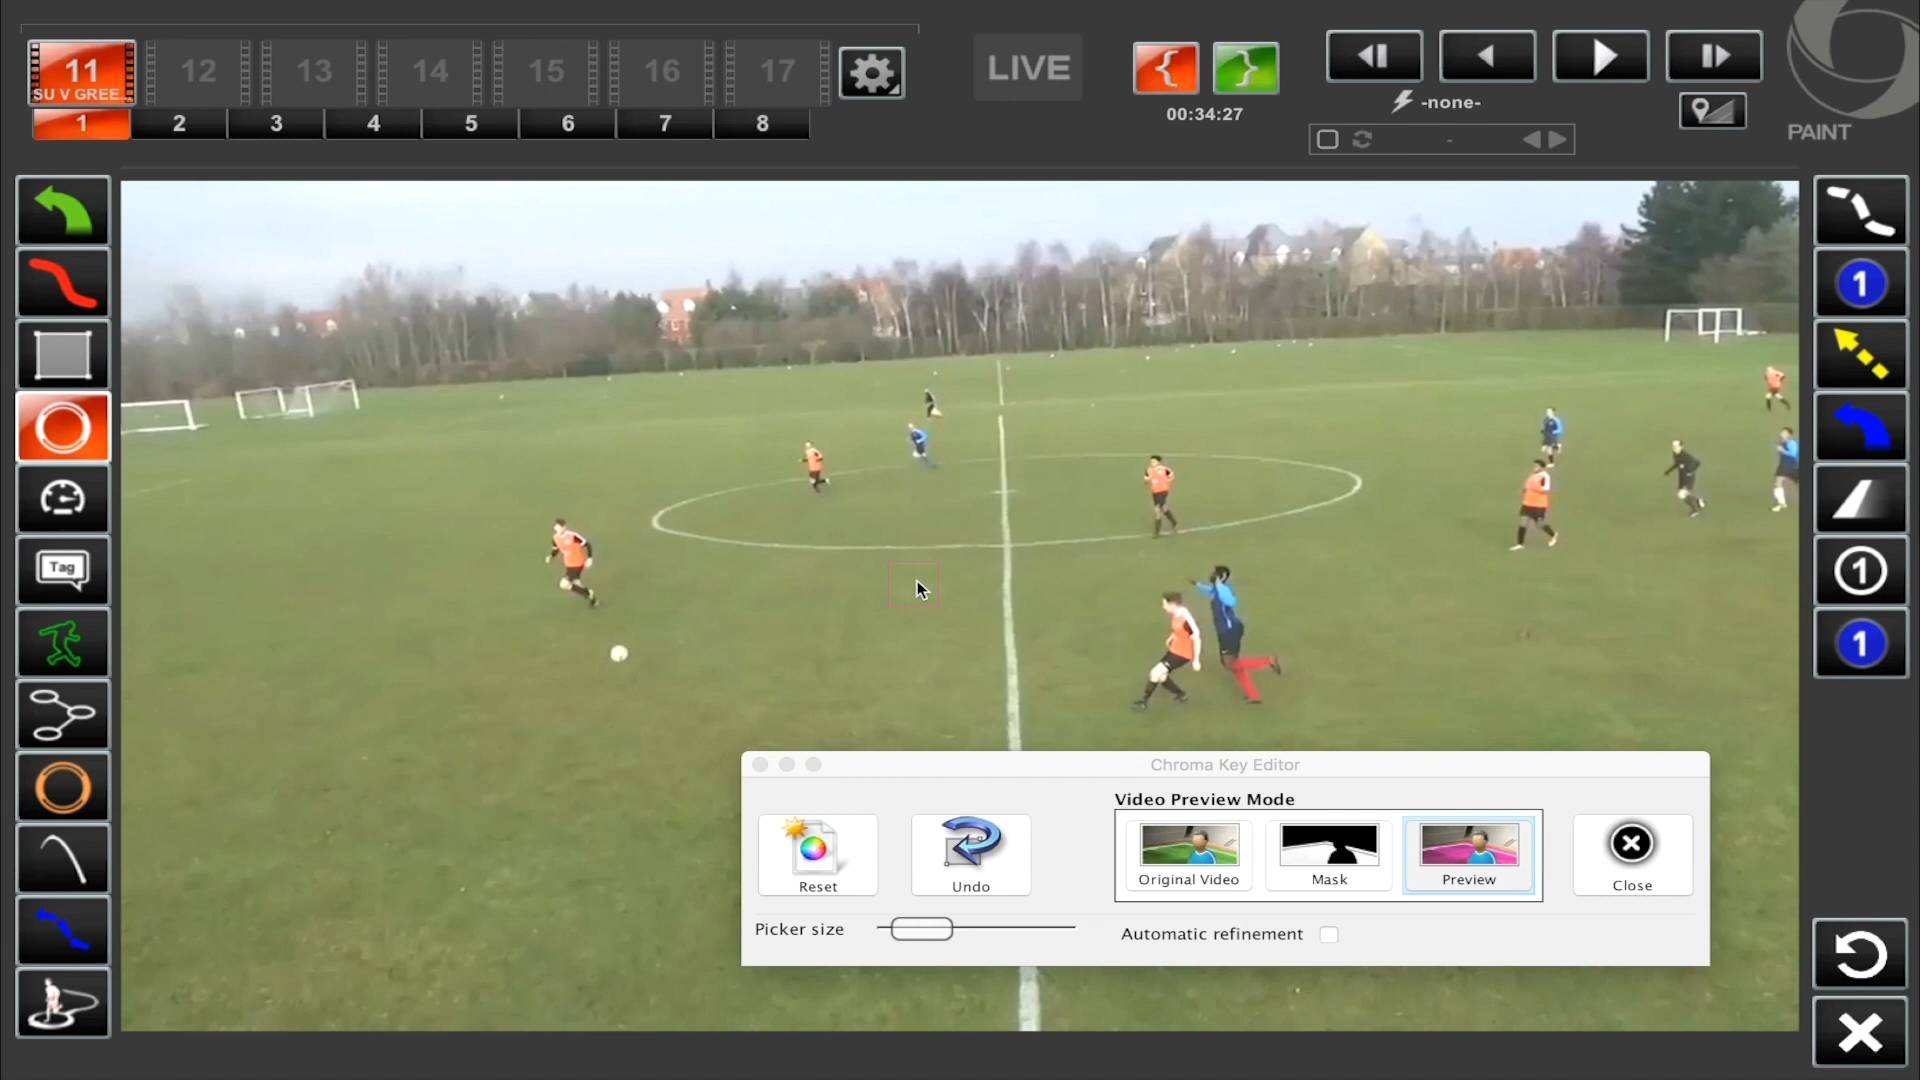 11 12 13 14 15 16 17
SU V GREE...
1 2 3 4 5 6 7 8
LIVE
00:34:27
-none-
-
PAINT
Tag
1
1
1
Chroma Key Editor
Video Preview Mode
Reset
Undo
Original Video
Mask
Preview
Close
Picker size
Automatic refinement